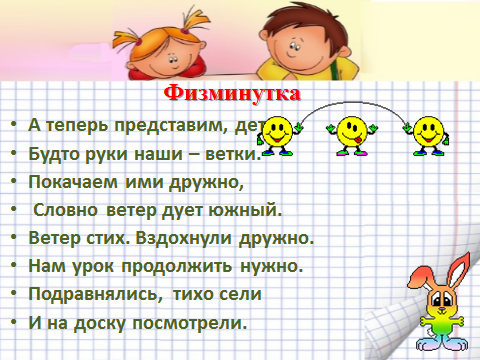 Физминутка
• А теперь представим, дет
• Будто руки наши – ветки.
• Покачаем ими дружно,
• Словно ветер дует южный.
• Ветер стих. Вздохнули дружно.
• Нам урок продолжить нужно.
• Подравнялись, тихо сели
• И на доску посмотрели.